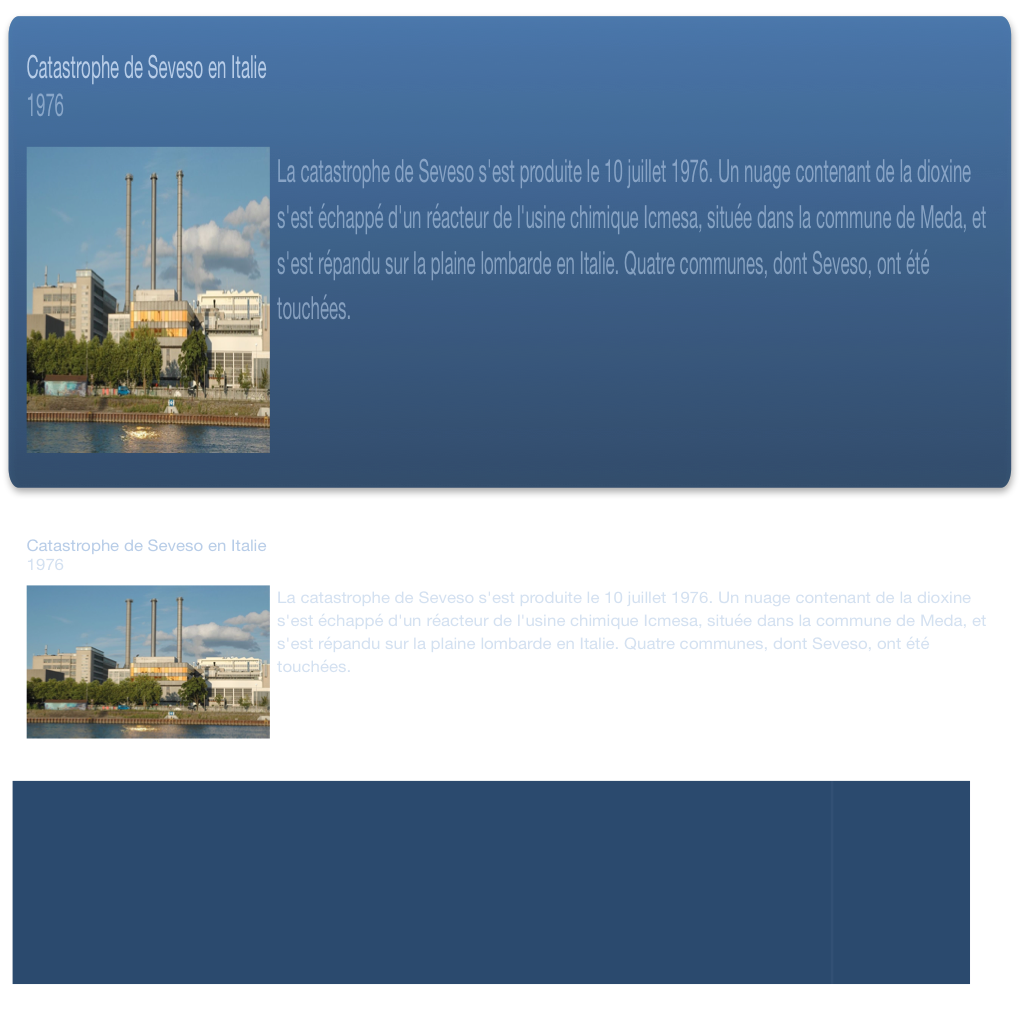 Catastrophe de Seveso en Italie
1976
La catastrophe de Seveso s'est produite le 10 juillet 1976. Un nuage contenant de la dioxine
s'est échappé d'un réacteur de l'usine chimique Icmesa, située dans la commune de Meda, et
s'est répandu sur la plaine lombarde en Italie. Quatre communes, dont Seveso, ont été
touchées.
Catastrophe de Seveso en Italie
1976
La catastrophe de Seveso s'est produite le 10 juillet 1976. Un nuage contenant de la dioxine
s'est échappé d'un réacteur de l'usine chimique Icmesa, située dans la commune de Meda, et
s'est répandu sur la plaine lombarde en Italie. Quatre communes, dont Seveso, ont été
touchées.